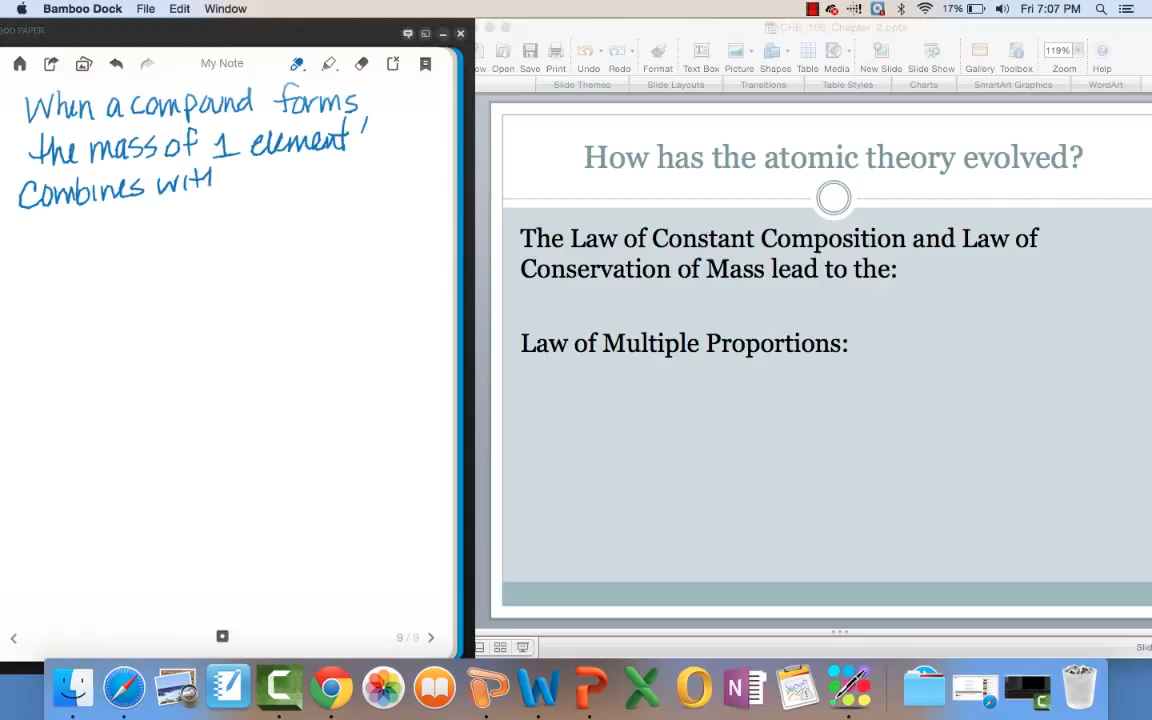 Bamboo Dock File Edit Window
17% Fri 7:07 PM
BOO PAPER
My Note
When a compound forms,
the mass of 1 element
Combines with
9 / 9
CHE_106_Chapter_2.pptx
Open Save Print Undo Redo Format Text Box Picture Shapes Table Media New Slide Slide Show Gallery Toolbox Zoom Help
119%
Slide Themes Slide Layouts Transitions Table Styles Charts SmartArt Graphics WordArt
How has the atomic theory evolved?
The Law of Constant Composition and Law of
Conservation of Mass lead to the:
Law of Multiple Proportions: